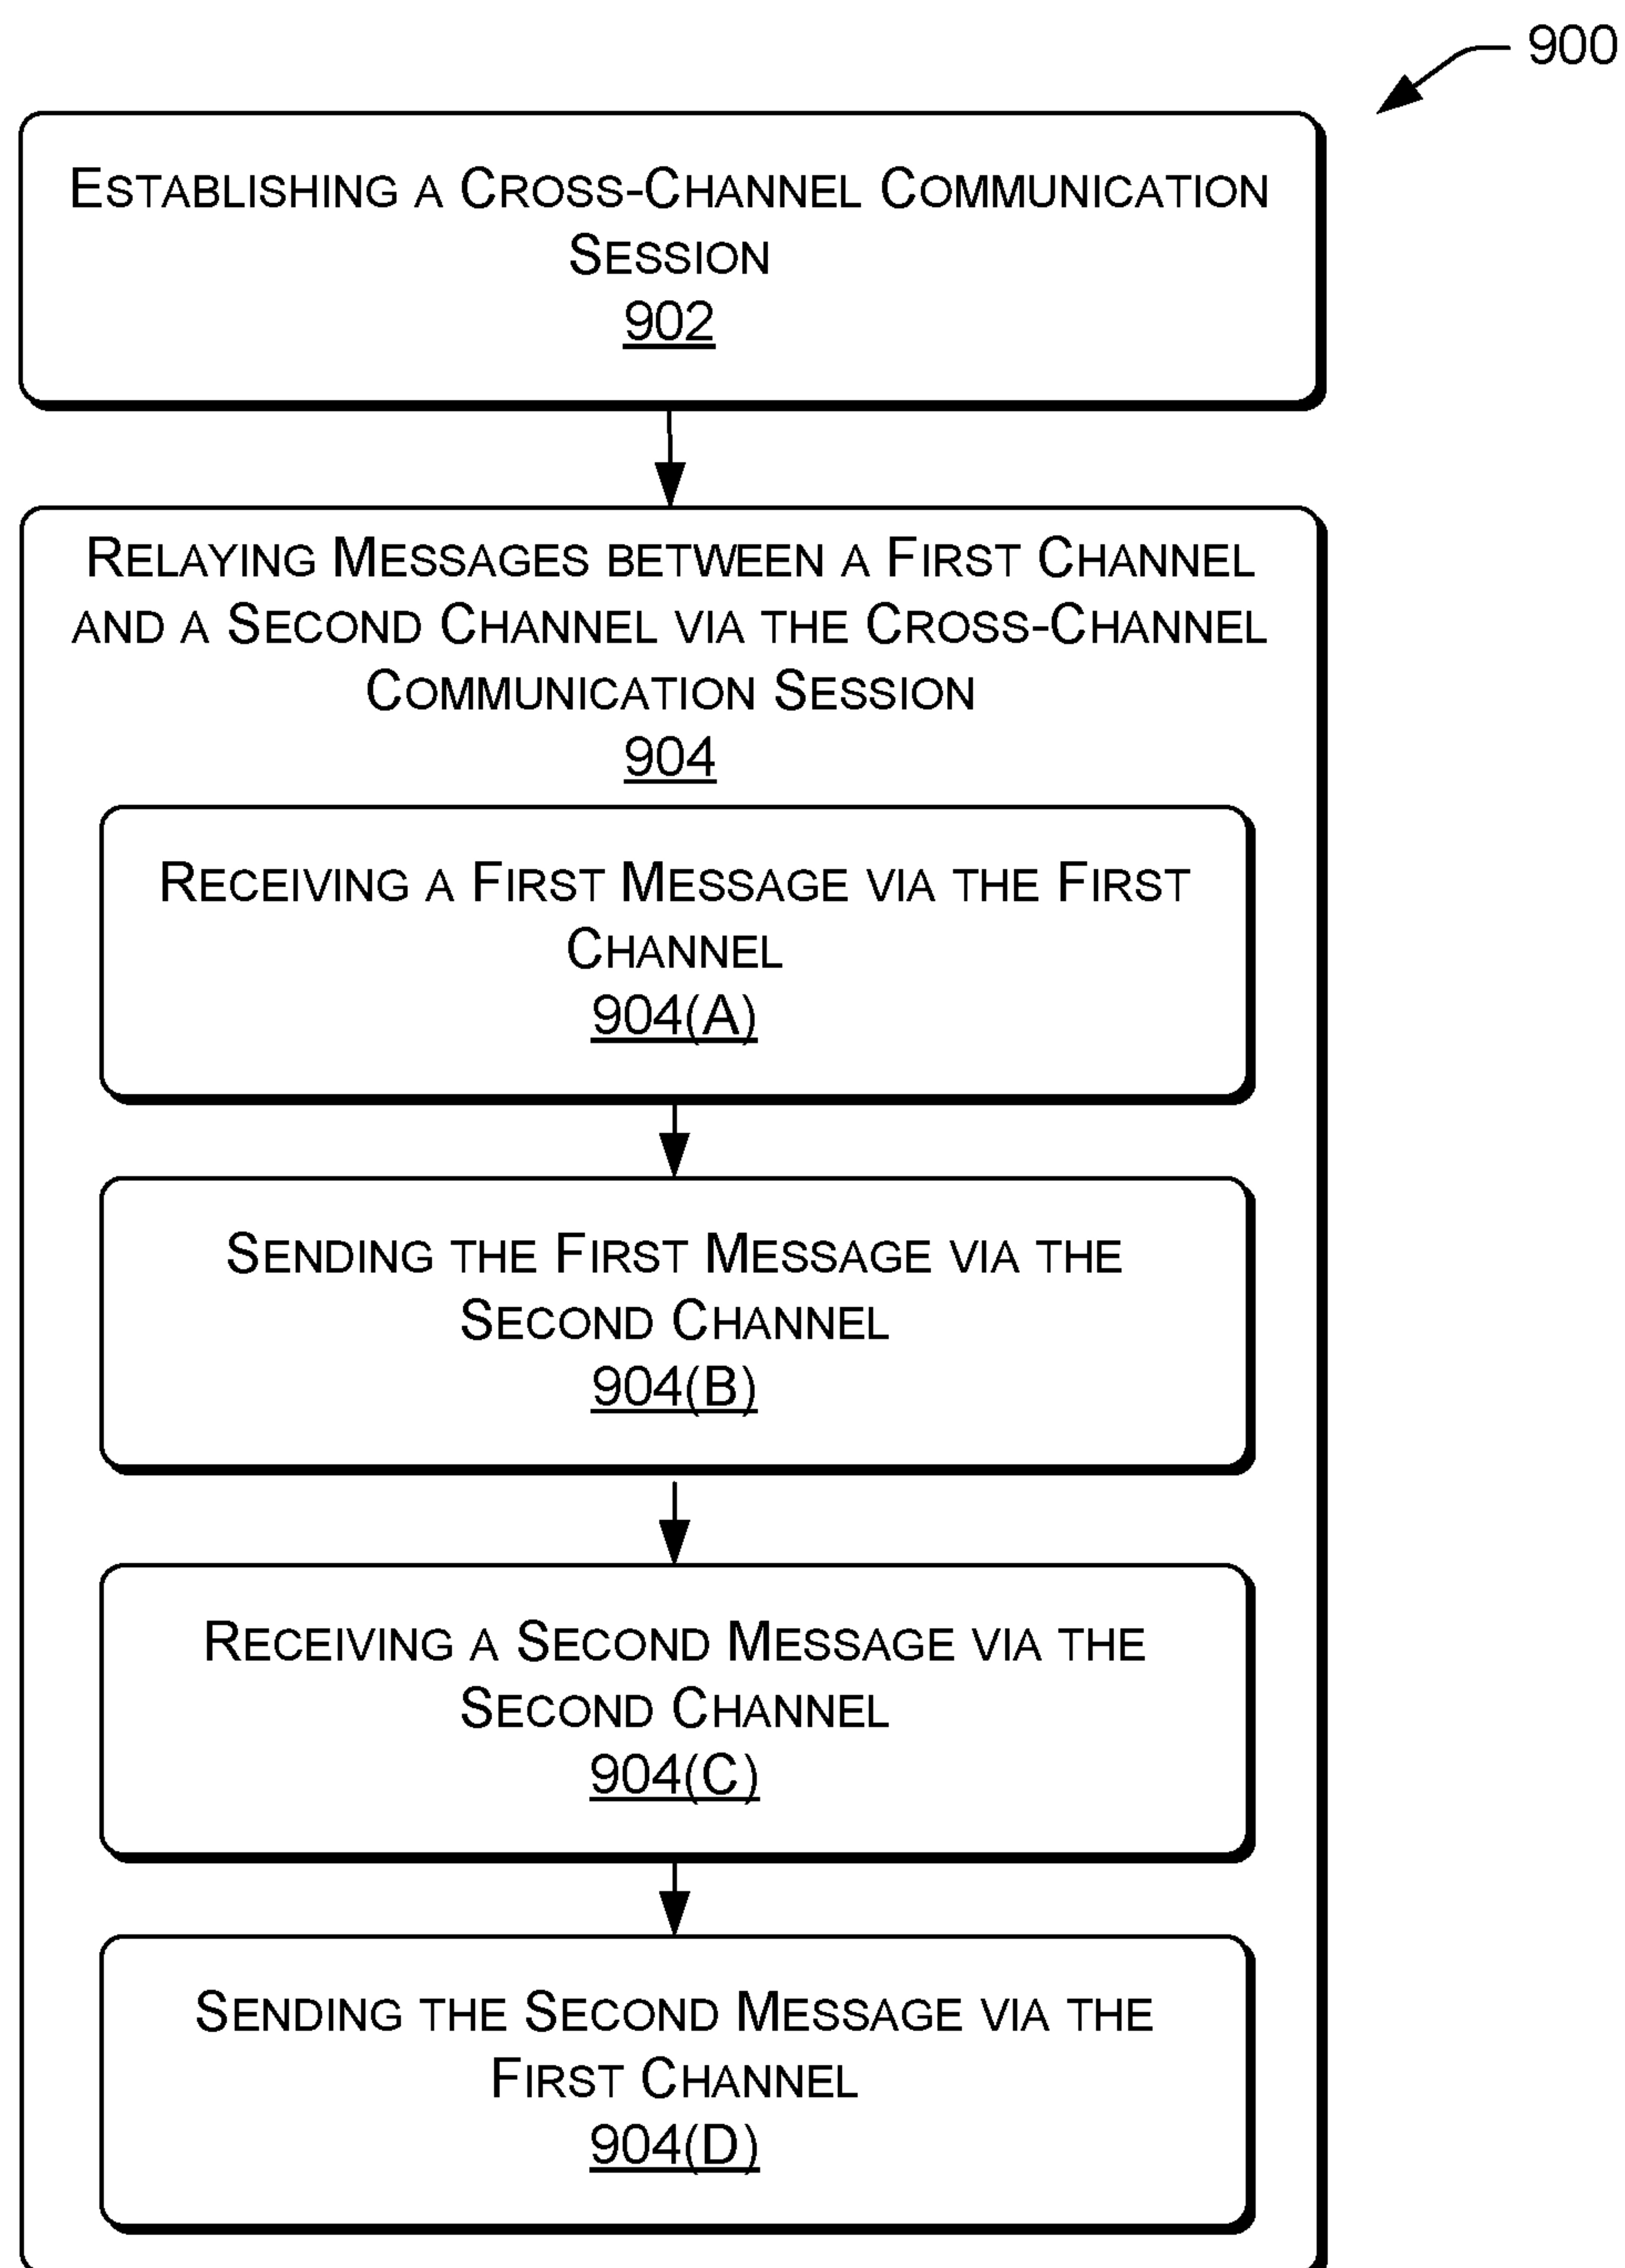 900
ESTABLISHING A CROSS-CHANNEL COMMUNICATION
SESSION
902
RELAYING MESSAGES BETWEEN A FIRST CHANNEL
AND A SECOND CHANNEL VIA THE CROSS-CHANNEL
COMMUNICATION SESSION
904
RECEIVING A FIRST MESSAGE VIA THE FIRST
CHANNEL
904(A)
SENDING THE FIRST MESSAGE VIA THE
SECOND CHANNEL
904(B)
RECEIVING A SECOND MESSAGE VIA THE
SECOND CHANNEL
904(C)
SENDING THE SECOND MESSAGE VIA THE
FIRST CHANNEL
904(D)